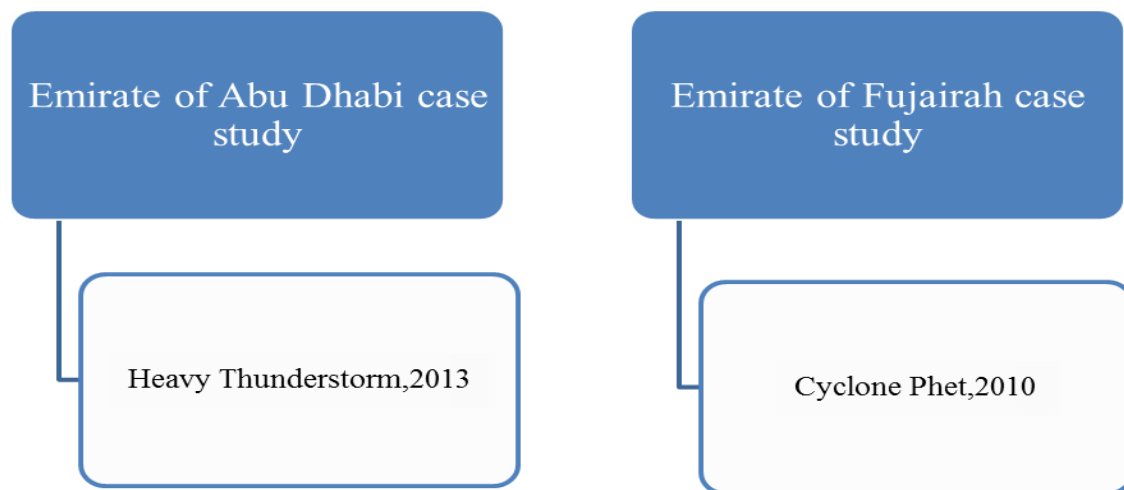 Emirate of Abu Dhabi case
study
Heavy Thunderstorm,2013
Emirate of Fujairah case
study
Cyclone Phet,2010